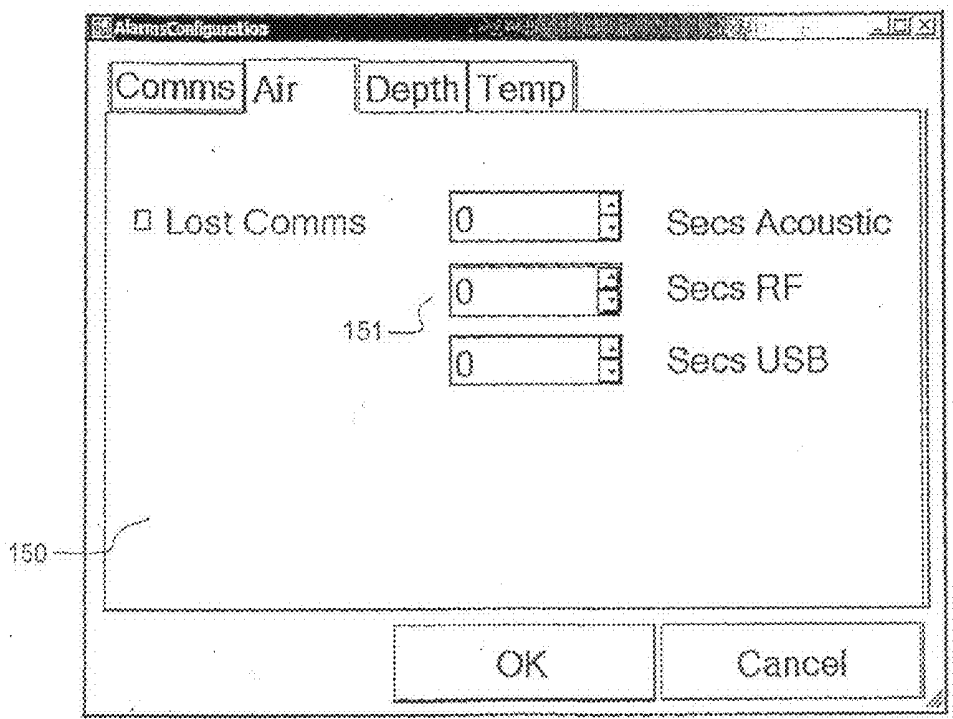 AlarmsConfiguration
Comms Air Depth Temp
Lost Comms 0 Secs Acoustic
0 Secs RF
151
0 Secs USB
150
OK Cancel